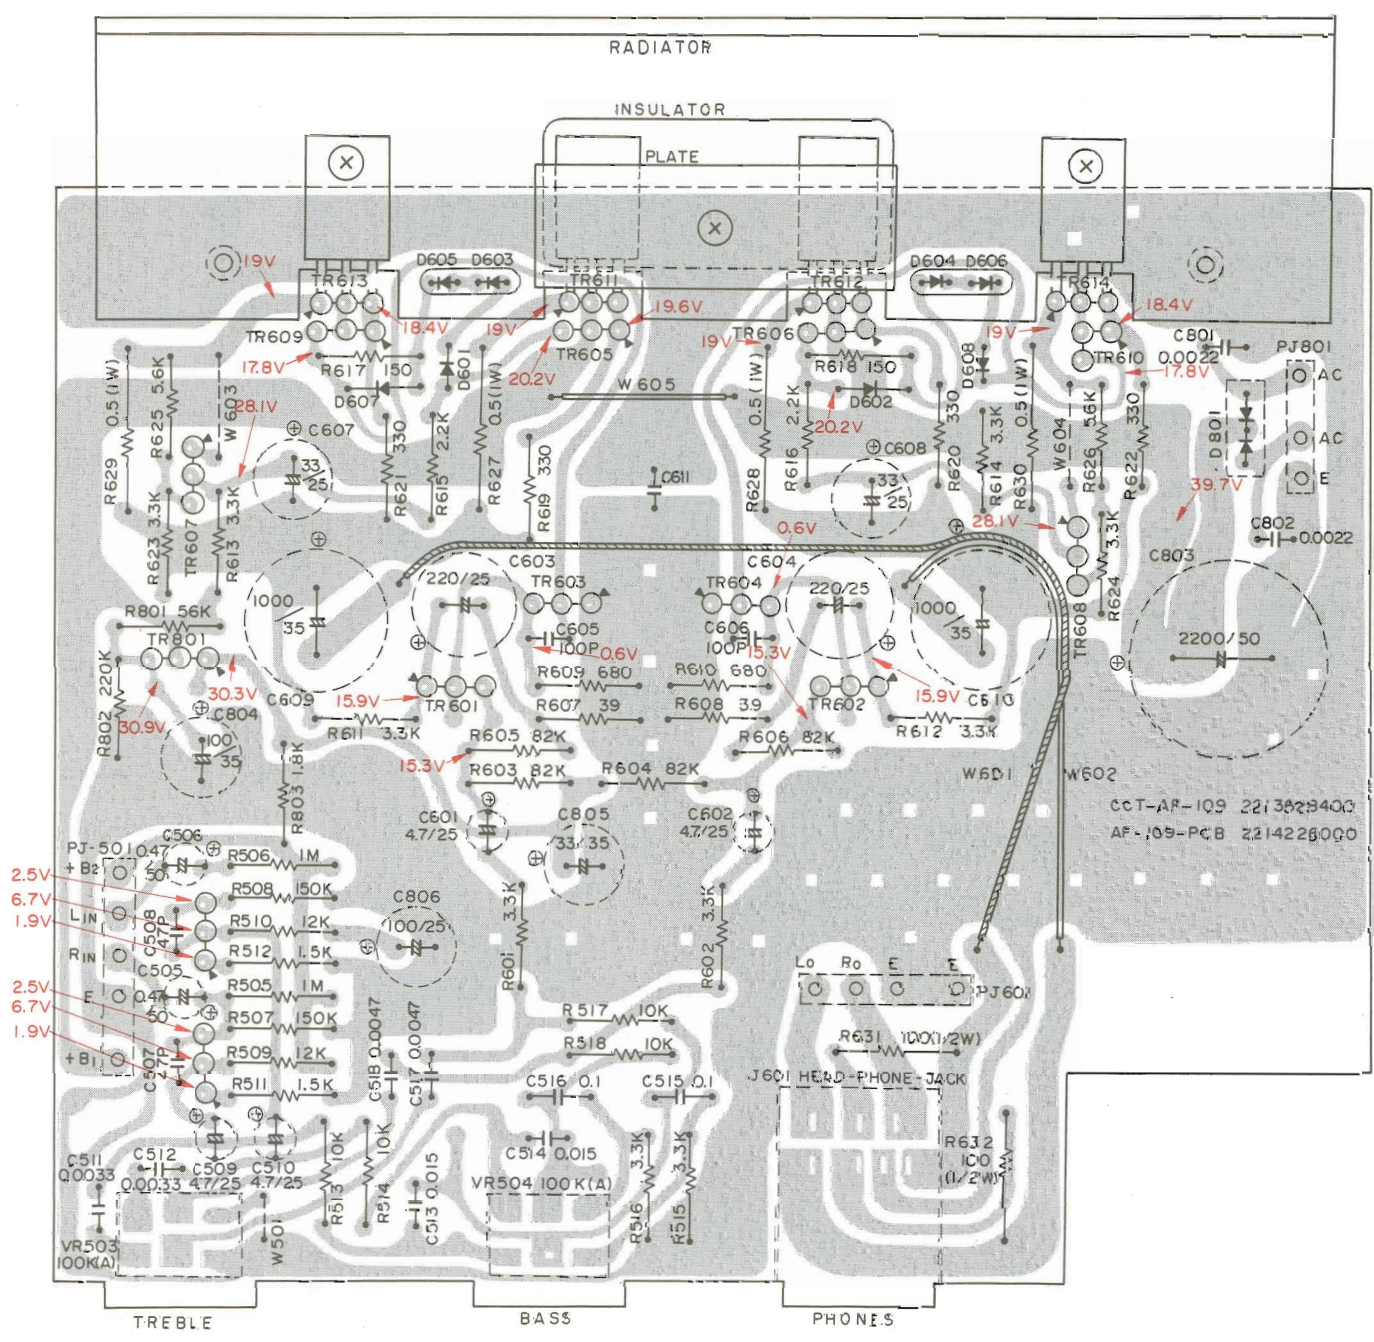 RADIATOR
INSULATOR
PLATE
D605 D603
D604 D606
19V
TR613
TR611
TR612
TR614
18.4V
19V
19.6V
19V
18.4V
TR609
TR605
TR606
TR610
C801
0.0022
PJ801
17.8V
R617 150
D601
20.2V
R618 150
D608
17.8V
AC
0.5(1W)
R629
5.6K
R625
W603
28.1V
D607
W605
0.5(1W)
R628
2.2K
R616
20.2V
D602
330
R620
3.3K
R614
0.5(1W)
R630
W604
5.6K
R626
330
R622
D801
AC
E
C607
33
25
330
R621
2.2K
R615
0.5(1W)
R627
330
R619
C611
C608
33
25
39.7V
3.3K
R623
TR607
3.3K
R613
0.6V
28.1V
3.3K
R624
TR608
C802
0.0022
C803
2200/50
C603
220/25
TR603
TR604
C604
220/25
1000
35
1000
35
R801 56K
TR801
C605
100P
C606
100P
0.6V
15.3V
220K
R802
30.3V
30.9V
C609
15.9V
TR601
R609 680
R610 680
TR602
15.9V
C610
C804
100
35
R611 3.3K
R607 39
R608 39
R612 3.3K
R605 82K
R606 82K
15.3V
R603 82K
R604 82K
W601
W602
1.8K
R803
C601
4.7/25
C805
33/35
C602
4.7/25
CCT-AF-109 2213828400
AF-109-PCB 2214226000
PJ-501
0.47
50
C506
R506 1M
+B2
2.5V
R508 150K
6.7V
LIN
C508
47P
R510 12K
C806
100/25
3.3K
R601
3.3K
R602
1.9V
RIN
R512 1.5K
C505
0.47
50
Lo Ro E E
PJ601
2.5V
E
R505 1M
6.7V
R507 150K
0.0047
C518
0.0047
C517
R517 10K
1.9V
+B1
C507
47P
R509 12K
R518 10K
R631 100(1/2W)
R511 1.5K
C516 0.1
C515 0.1
J601 HEAD-PHONE-JACK
C511
0.0033
C512
0.0033
C509
4.7/25
C510
4.7/25
10K
R513
10K
R514
0.015
C513
C514 0.015
3.3K
R516
3.3K
R515
R632
100
(1/2W)
VR504 100K(A)
VR503
100K(A)
W501
TREBLE
BASS
PHONES